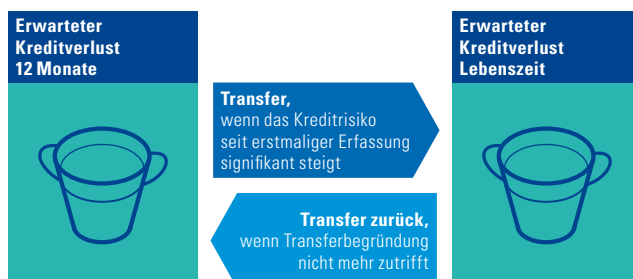 Erwarteter
Kreditverlust
12 Monate
Transfer,
wenn das Kreditrisiko
seit erstmaliger Erfassung
signifikant steigt
Transfer zurück,
wenn Transferbegründung
nicht mehr zutrifft
Erwarteter
Kreditverlust
Lebenszeit